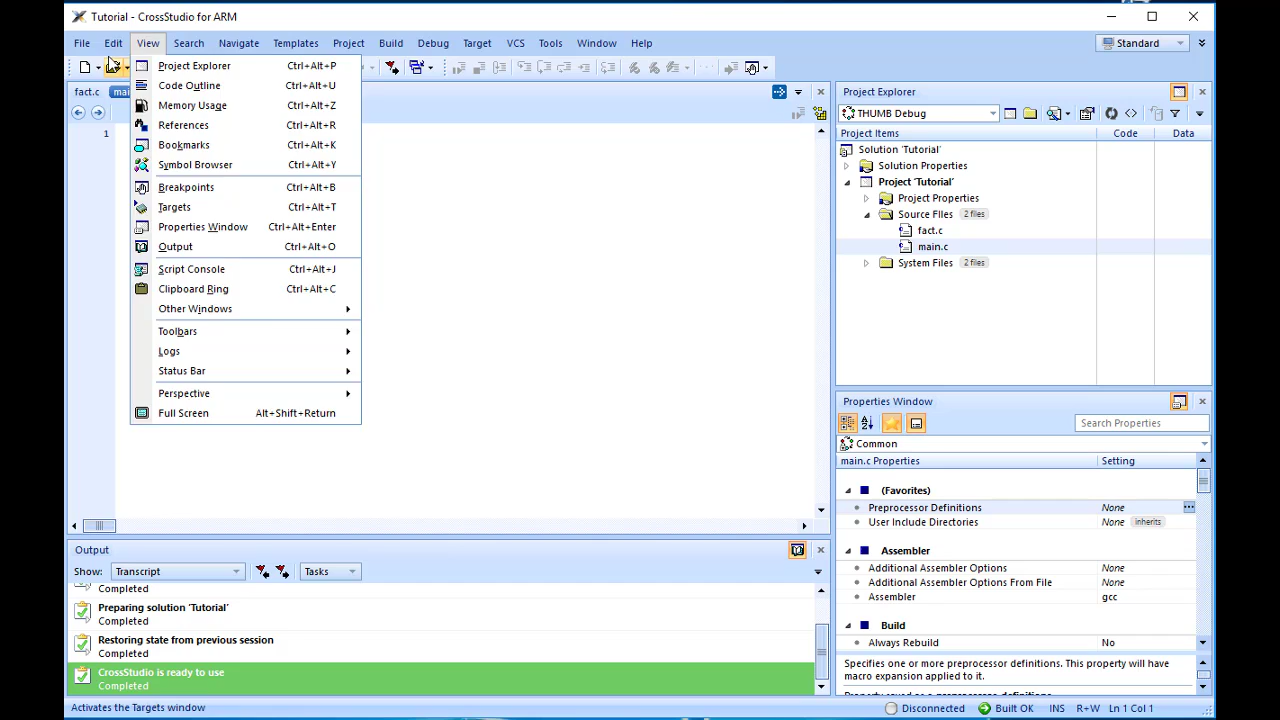 Tutorial - CrossStudio for ARM
File Edit View Search Navigate Templates Project Build Debug Target VCS Tools Window Help
Standard
fact.c
Project Explorer Ctrl+Alt+P
Code Outline Ctrl+Alt+U
Memory Usage Ctrl+Alt+Z
References Ctrl+Alt+R
Bookmarks Ctrl+Alt+K
Symbol Browser Ctrl+Alt+Y
Breakpoints Ctrl+Alt+B
Targets Ctrl+Alt+T
Properties Window Ctrl+Alt+Enter
Output Ctrl+Alt+O
Script Console Ctrl+Alt+J
Clipboard Ring Ctrl+Alt+C
Other Windows
Toolbars
Logs
Status Bar
Perspective
Full Screen Alt+Shift+Return
1
Project Explorer
THUMB Debug
Project Items Code Data
Solution 'Tutorial'
Solution Properties
Project 'Tutorial'
Project Properties
Source Files 2 files
fact.c
main.c
System Files 2 files
Properties Window
Search Properties
Common
main.c Properties Setting
(Favorites)
Preprocessor Definitions None
User Include Directories None inherits
Assembler
Additional Assembler Options None
Additional Assembler Options From File None
Assembler gcc
Build
Always Rebuild No
Specifies one or more preprocessor definitions. This property will have
macro expansion applied to it.
Output
Show: Transcript Tasks
Completed
Preparing solution 'Tutorial'
Completed
Restoring state from previous session
Completed
CrossStudio is ready to use
Completed
Activates the Targets window
Disconnected Built OK INS R+W Ln 1 Col 1